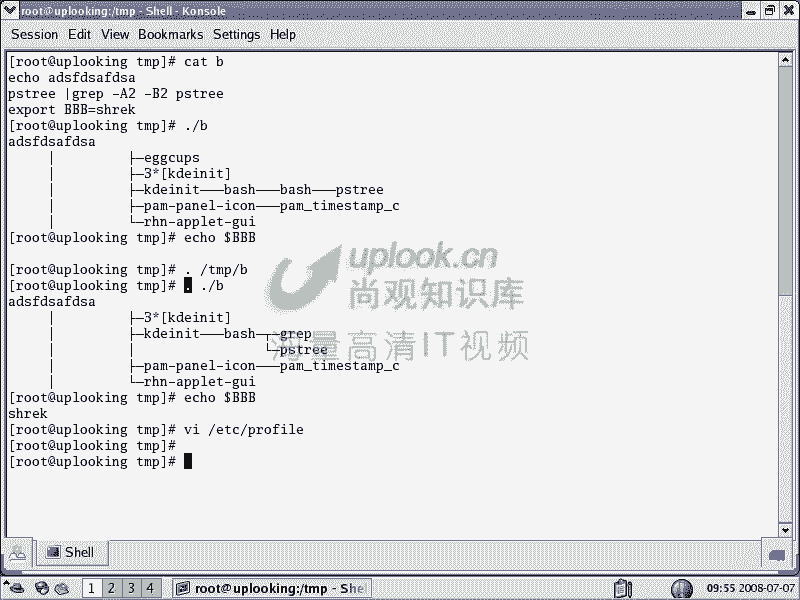 root@uplooking:/tmp - Shell - Konsole
Session Edit View Bookmarks Settings Help
[root@uplooking tmp]# cat b
echo adsfdsafdsa
pstree |grep -A2 -B2 pstree
export BBB=shrek
[root@uplooking tmp]# ./b
adsfdsafdsa
│ ├─eggcups
│ ├─3*[kdeinit]
│ ├─kdeinit───bash───bash───pstree
│ ├─pam-panel-icon───pam_timestamp_c
│ └─rhn-applet-gui
[root@uplooking tmp]# echo $BBB
[root@uplooking tmp]# . /tmp/b
[root@uplooking tmp]# . ./b
adsfdsafdsa
│ ├─3*[kdeinit]
│ ├─kdeinit───bash─┬─grep
│ └─pstree
│ ├─pam-panel-icon───pam_timestamp_c
│ └─rhn-applet-gui
[root@uplooking tmp]# echo $BBB
shrek
[root@uplooking tmp]# vi /etc/profile
[root@uplooking tmp]#
[root@uplooking tmp]#
uplook.cn
尚观知识库
海量高清IT视频
Shell
1 2 3 4 root@uplooking:/tmp - She 09:55 2008-07-07